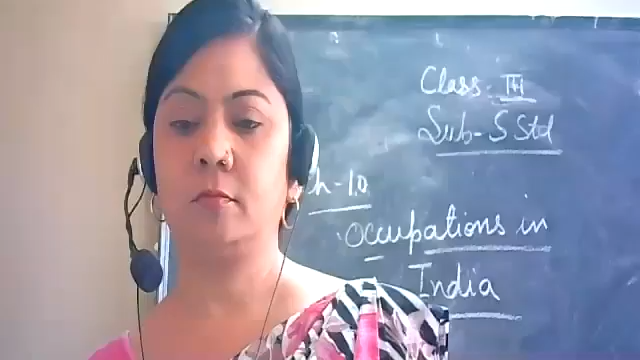 Class - III
Sub - S Std
h - 10
Occupations in
India